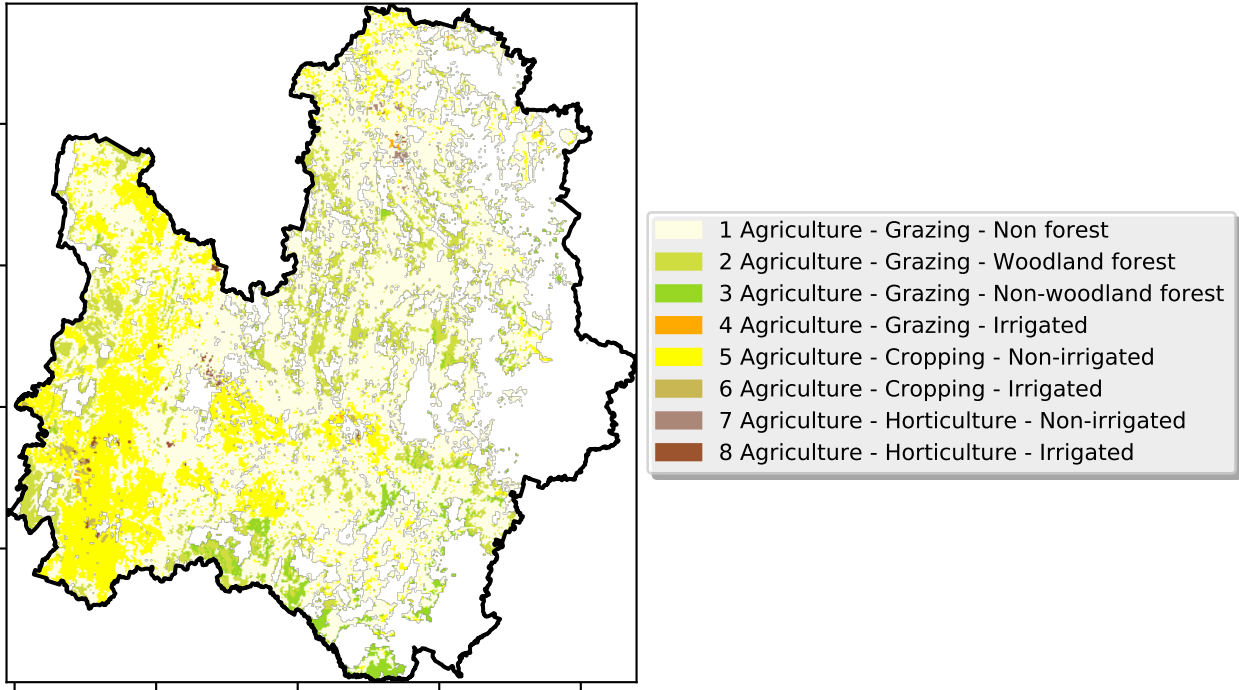 1 Agriculture - Grazing - Non forest
2 Agriculture - Grazing - Woodland forest
3 Agriculture - Grazing - Non-woodland forest
4 Agriculture - Grazing - Irrigated
5 Agriculture - Cropping - Non-irrigated
6 Agriculture - Cropping - Irrigated
7 Agriculture - Horticulture - Non-irrigated
8 Agriculture - Horticulture - Irrigated